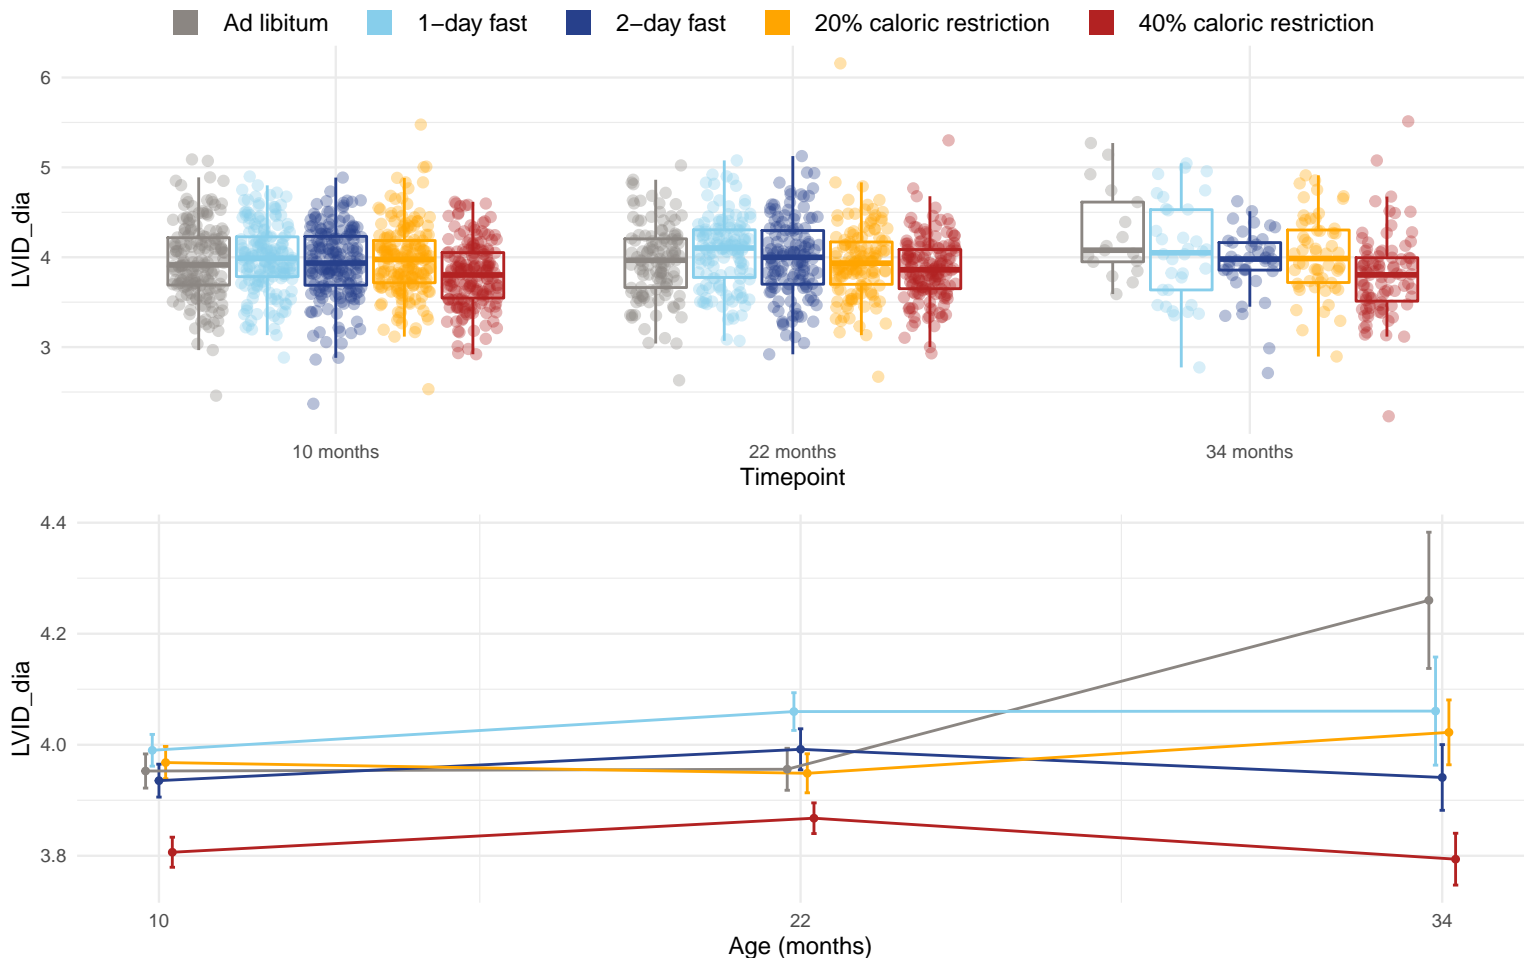 Ad libitum 1−day fast 2−day fast 20% caloric restriction 40% caloric restriction
6
5
4
3
LVID_dia
10 months 22 months 34 months
Timepoint
4.4
4.2
4.0
3.8
LVID_dia
10 22 34
Age (months)